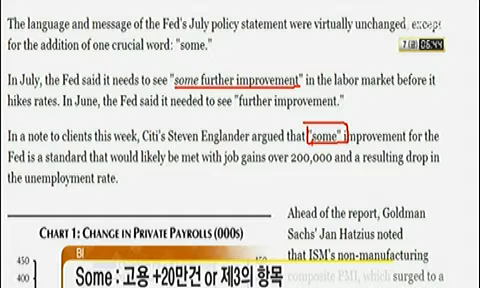 The language and message of the Fed's July policy statement were virtually unchanged, except
for the addition of one crucial word: "some."
In July, the Fed said it needs to see "some further improvement" in the labor market before it
hikes rates. In June, the Fed said it needed to see "further improvement."
In a note to clients this week, Citi's Steven Englander argued that "some" improvement for the
Fed is a standard that would likely be met with job gains over 200,000 and a resulting drop in
the unemployment rate.
CHART 1: CHANGE IN PRIVATE PAYROLLS (000s)
450
450
400
Ahead of the report, Goldman
Sachs' Jan Hatzius noted
that ISM's non-manufacturing
composite PMI, which surged to a
BI
Some : 고용 +20만건 or 제3의 항목
06:44